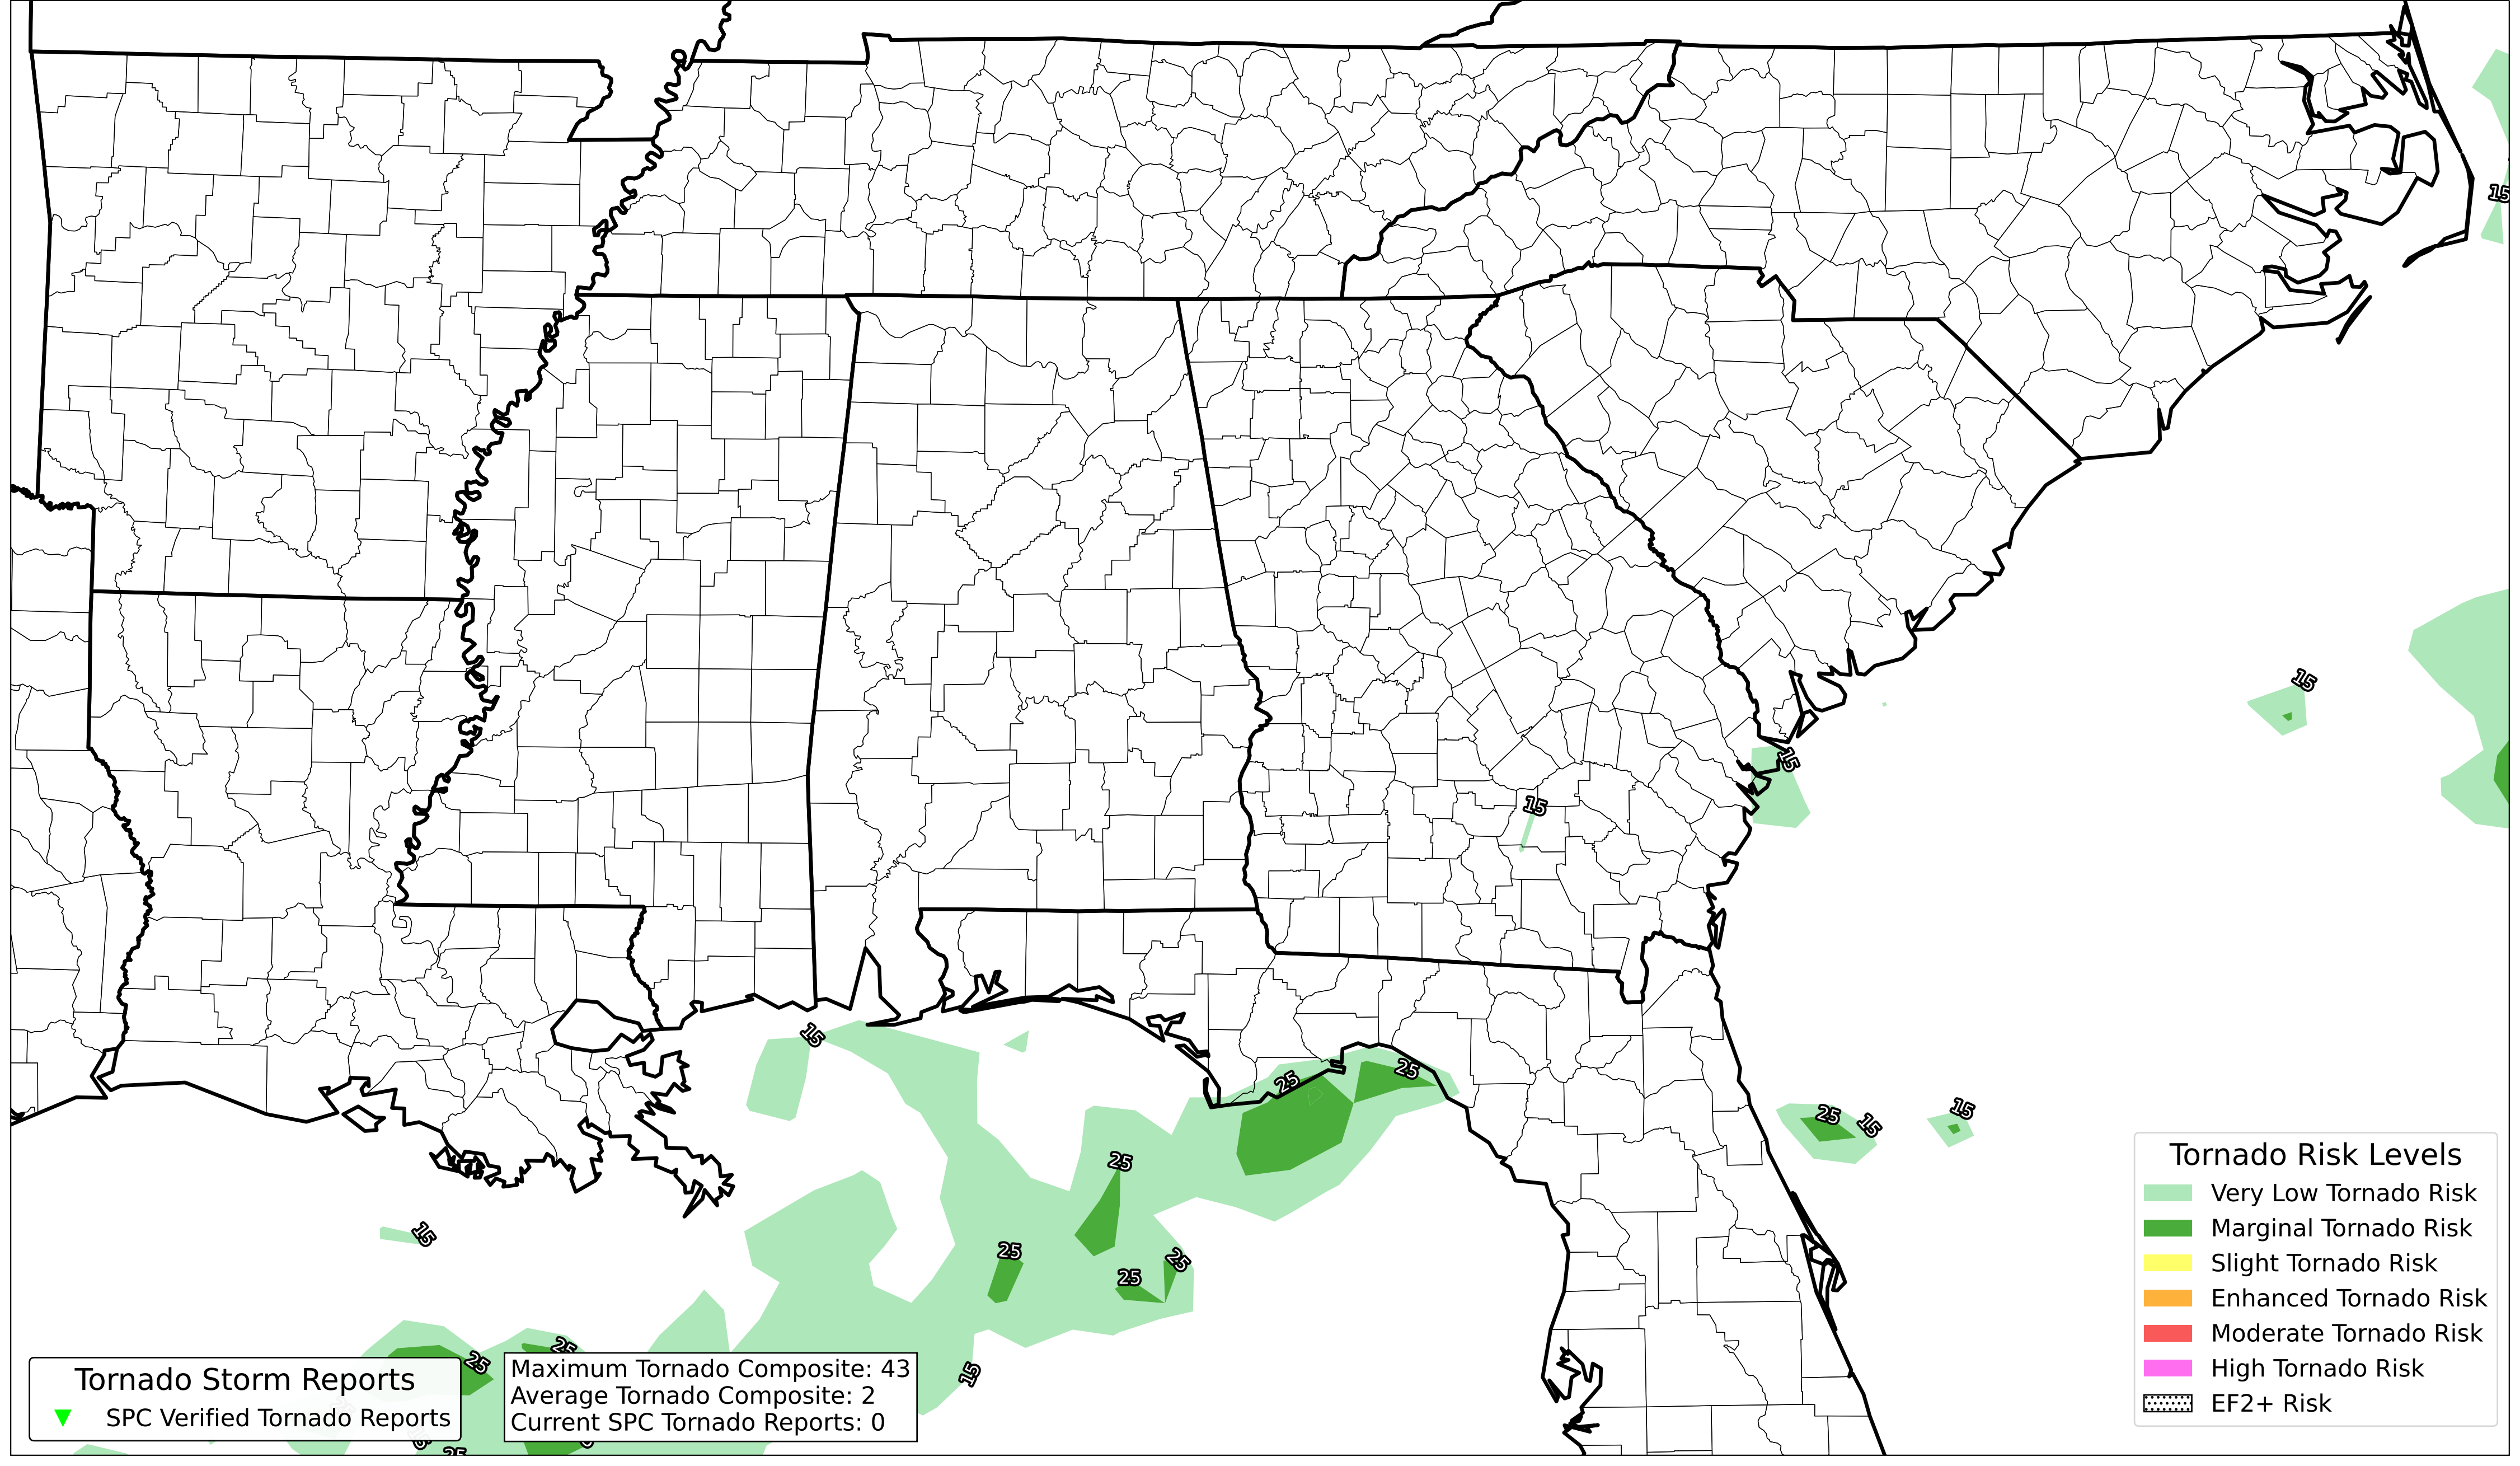 15
15
15
15
15
25
25
25
15
15
25
15
25
25
25
25
25
15
Tornado Risk Levels
Very Low Tornado Risk
Marginal Tornado Risk
Slight Tornado Risk
Enhanced Tornado Risk
Moderate Tornado Risk
High Tornado Risk
EF2+ Risk
Tornado Storm Reports
SPC Verified Tornado Reports
Maximum Tornado Composite: 43
Average Tornado Composite: 2
Current SPC Tornado Reports: 0